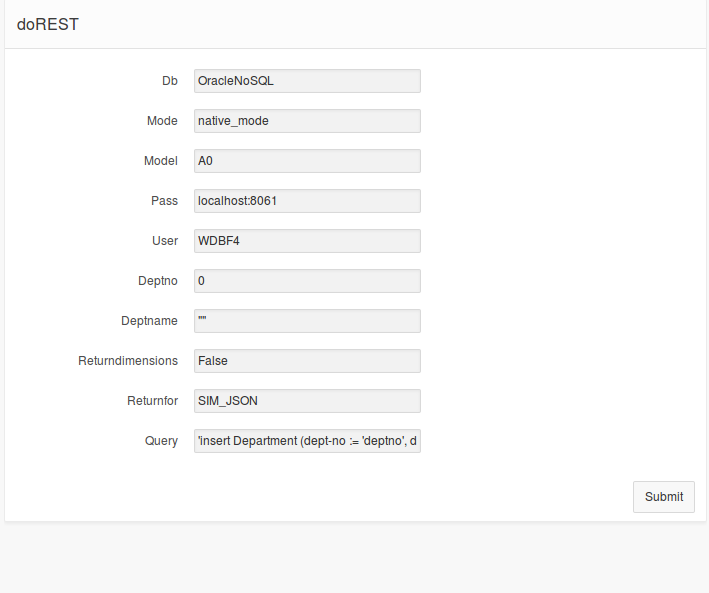 doREST
Db OracleNoSQL
Mode native_mode
Model A0
Pass localhost:8061
User WDBF4
Deptno 0
Deptname ""
Returndimensions False
Returnfor SIM_JSON
Query 'insert Department (dept-no := 'deptno', d
Submit